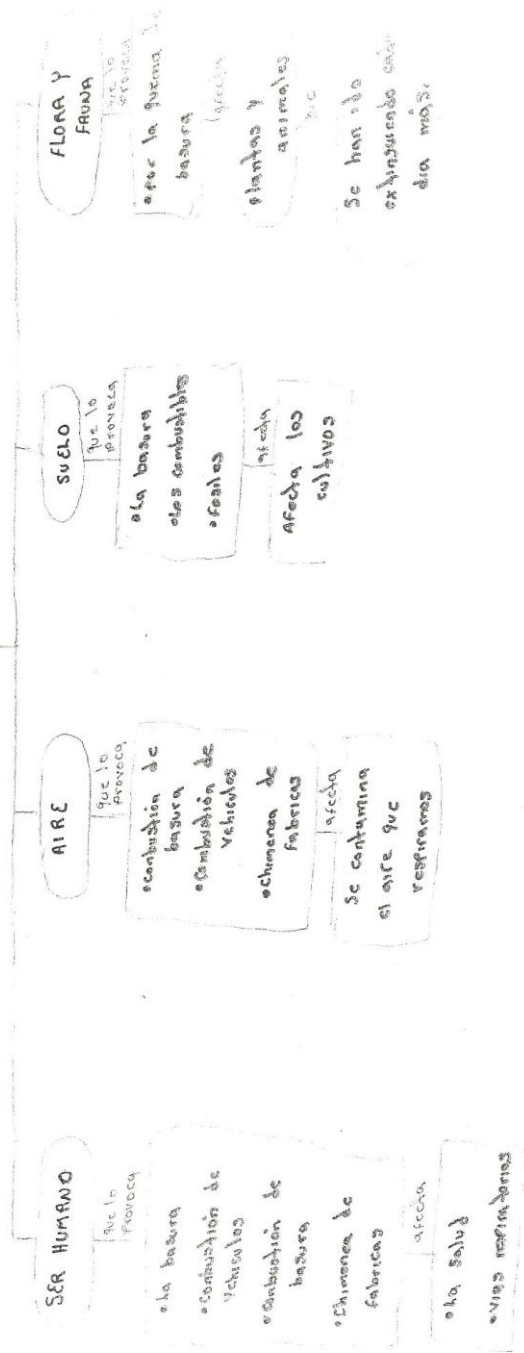 SER HUMANO
que lo
provoca
• La basura
• Combustión de
vehiculos
• Combustión de
basura
• Chimenea de
fabricas
afecta
• La salud
• Vias respiratorias
AIRE
que lo
provoca
• Combustión de
basura
• Combustión de
vehiculos
• Chimenea de
fabricas
afecta
Se contamina
el aire que
respiramos
SUELO
que lo
provoca
• La basura
• Los combustibles
• Fosiles
afecta
Afecta los
cultivos
FLORA Y
FAUNA
que lo
provoca
• Por la quema de
basura
afecta
Plantas y
animales
Se han ido
extinguiendo cada
dia más.